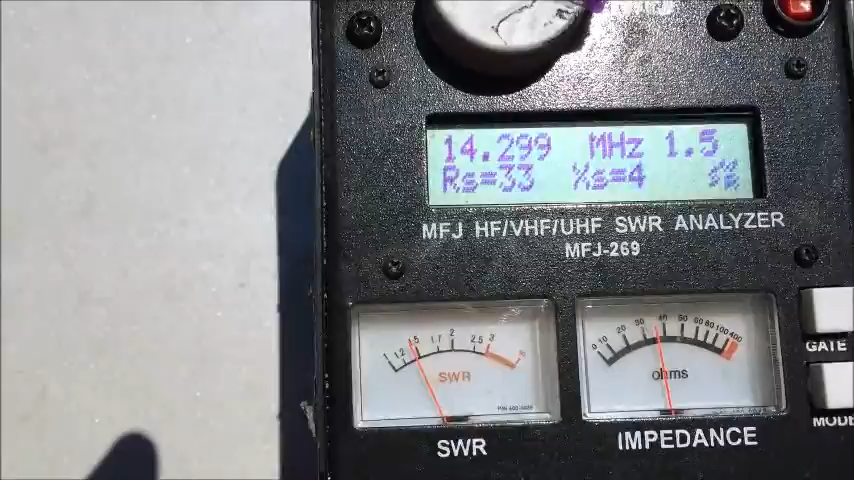 14.299 MHz 1.5
Rs=33 Xs=4
MFJ HF/VHF/UHF SWR ANALYZER
MFJ-269
1 1.2 1.5 1.7 2 2.5 3
SWR
0 10 20 30 40 50 60 80 100 400
ohms
GATE
SWR
IMPEDANCE
MODE